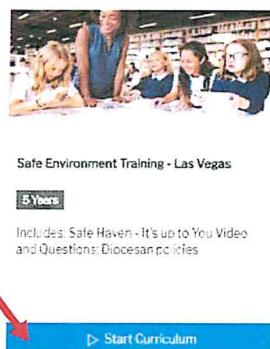 Safe Environment Training - Las Vegas
5 Years
Includes: Safe Haven - It's up to You Video
and Questions; Diocesan policies
▷ Start Curriculum